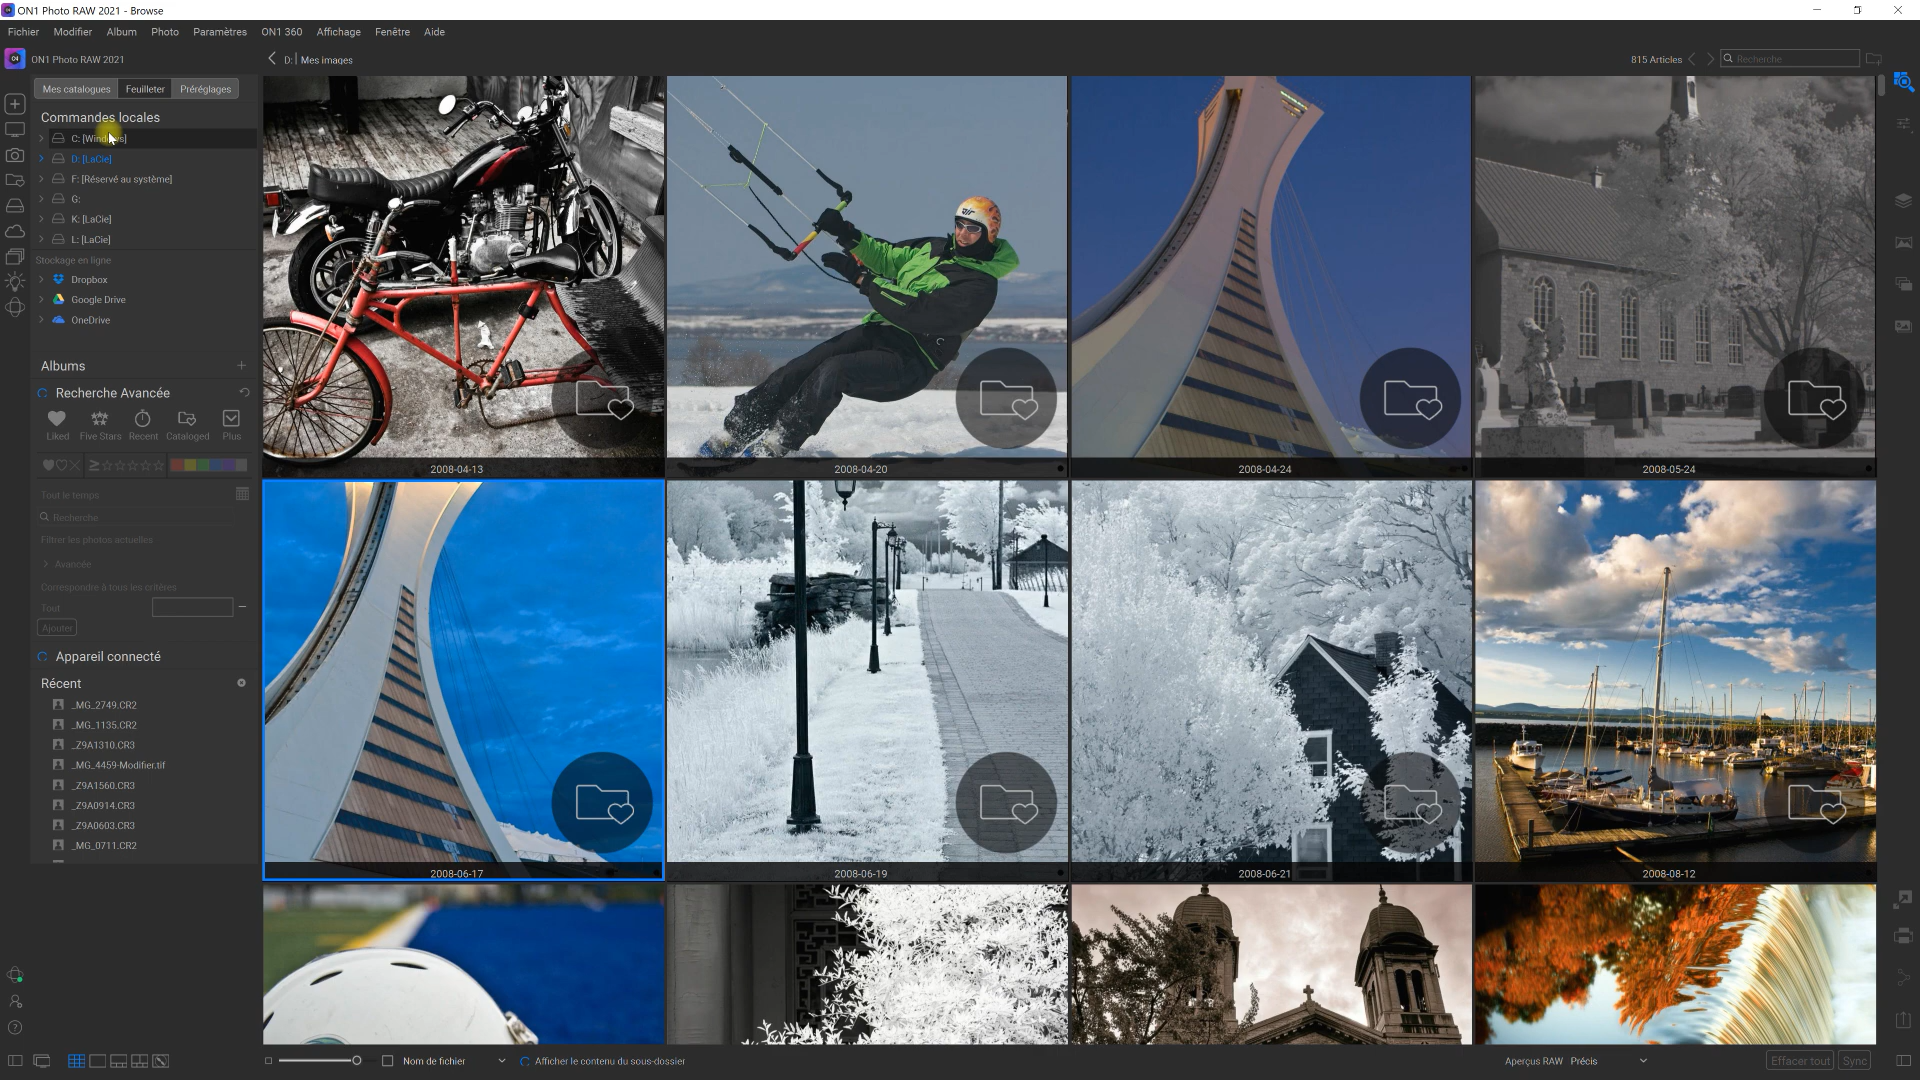 ON1 Photo RAW 2021 - Browse
Fichier Modifier Album Photo Paramètres ON1 360 Affichage Fenêtre Aide
ON1 Photo RAW 2021
D: Mes images
815 Articles
Recherche
Mes catalogues Feuilleter Préréglages
Commandes locales
C: [Windows]
D: [LaCie]
F: [Réservé au système]
G:
K: [LaCie]
L: [LaCie]
Stockage en ligne
Dropbox
Google Drive
OneDrive
Albums
Recherche Avancée
Liked Five Stars Recent Cataloged Plus
Tout le temps
Recherche
Filtrer les photos actuelles
Avancée
Correspondre à tous les critères
Tout
Ajouter
Appareil connecté
Récent
_MG_2749.CR2
_MG_1135.CR2
_Z9A1310.CR3
_MG_4459-Modifier.tif
_Z9A1560.CR3
_Z9A0914.CR3
_Z9A0603.CR3
_MG_0711.CR2
2008-04-13 2008-04-20 2008-04-24 2008-05-24
2008-06-17 2008-06-19 2008-06-21 2008-08-12
Nom de fichier
Afficher le contenu du sous-dossier
Aperçus RAW Précis
Effacer tout Sync